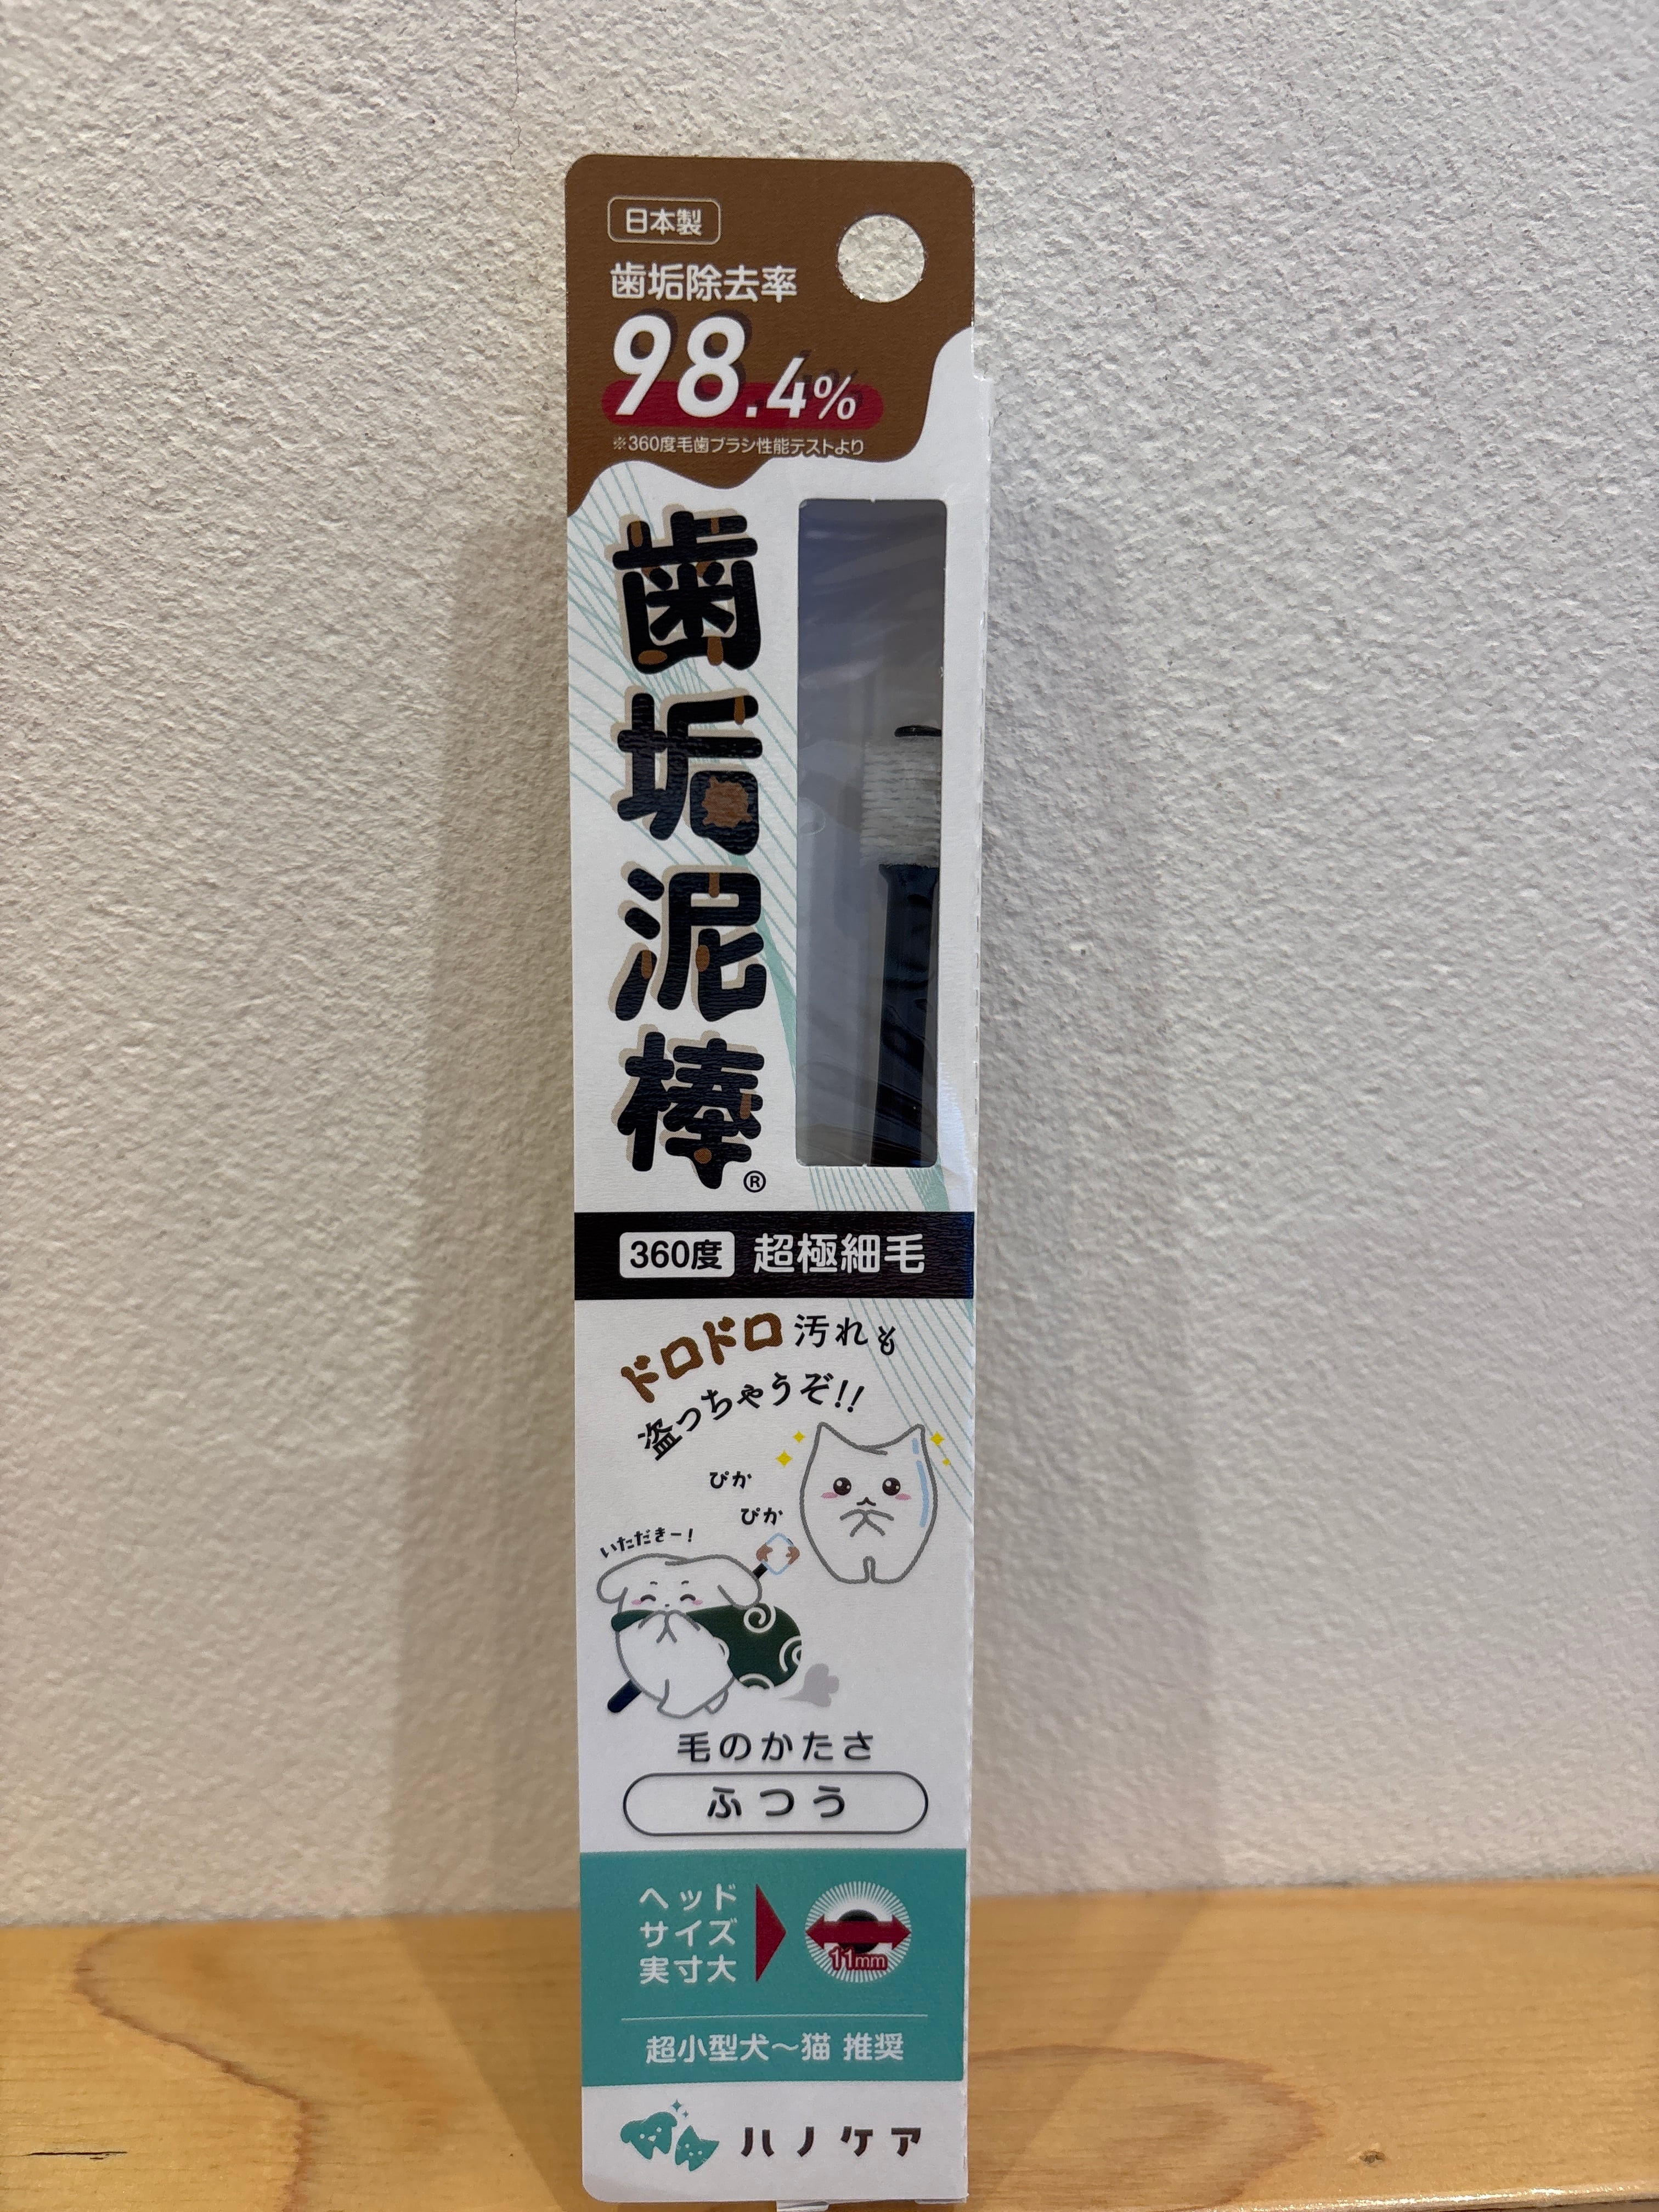 日本製
歯垢除去率
98.4%
※360度毛歯ブラシ性能テストより
歯垢泥棒®
360度 超極細毛
ドロドロ汚れも
盗っちゃうぞ!!
ぴか
ぴか
いただきー!
毛のかたさ
ふつう
ヘッド
サイズ
実寸大
11mm
超小型犬〜猫 推奨
ハノケア